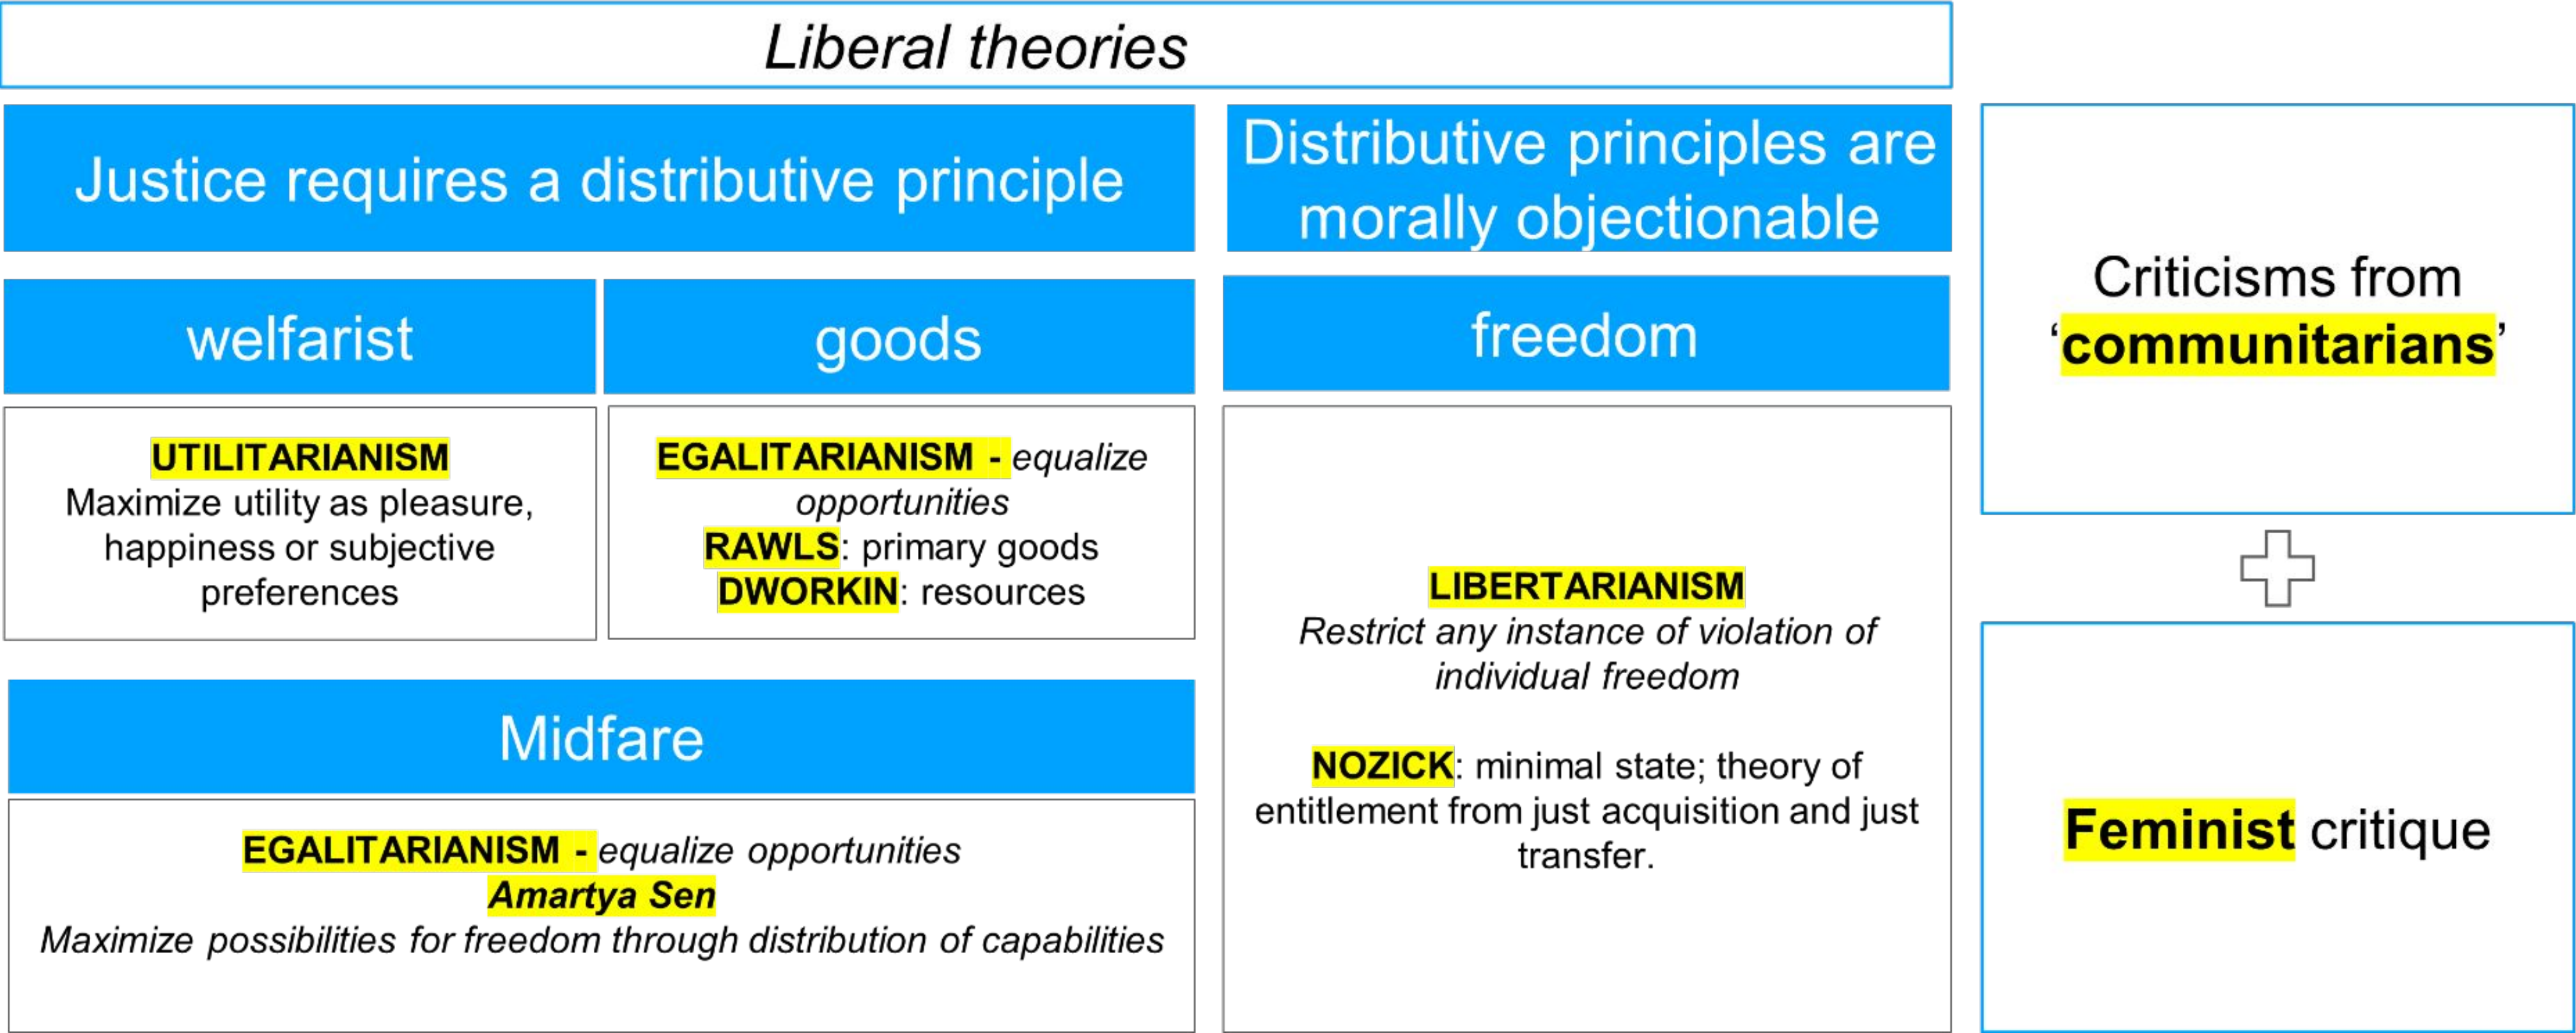 Liberal theories
Justice requires a distributive principle
Distributive principles are
morally objectionable
welfarist
goods
freedom
UTILITARIANISM
Maximize utility as pleasure,
happiness or subjective
preferences
EGALITARIANISM - equalize
opportunities
RAWLS: primary goods
DWORKIN: resources
Midfare
EGALITARIANISM - equalize opportunities
Amartya Sen
Maximize possibilities for freedom through distribution of capabilities
LIBERTARIANISM
Restrict any instance of violation of
individual freedom
NOZICK: minimal state; theory of
entitlement from just acquisition and just
transfer.
Criticisms from
‘communitarians’
Feminist critique